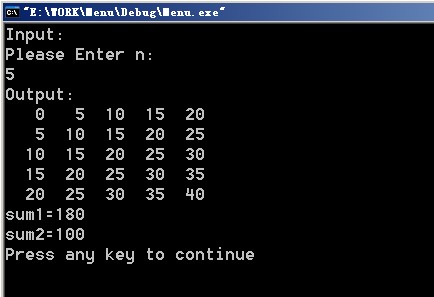 "E:\WORK\Menu\Debug\Menu.exe"
Input:
Please Enter n:
5
Output:
0 5 10 15 20
5 10 15 20 25
10 15 20 25 30
15 20 25 30 35
20 25 30 35 40
sum1=180
sum2=100
Press any key to continue